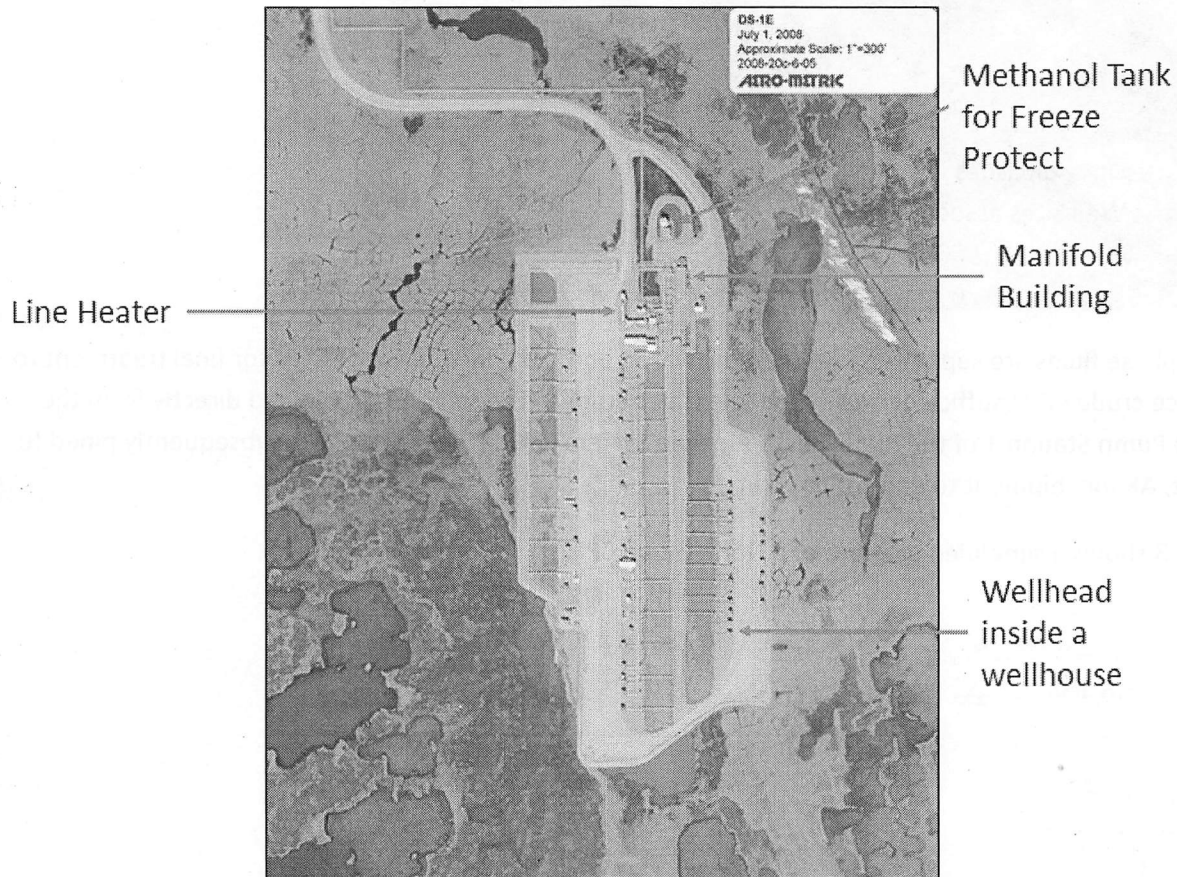 DS-1E
July 1, 2008
Approximate Scale: 1"=300'
2008-20c-6-05
AERO-METRIC
Methanol Tank
for Freeze
Protect
Manifold
Building
Line Heater
Wellhead
inside a
wellhouse